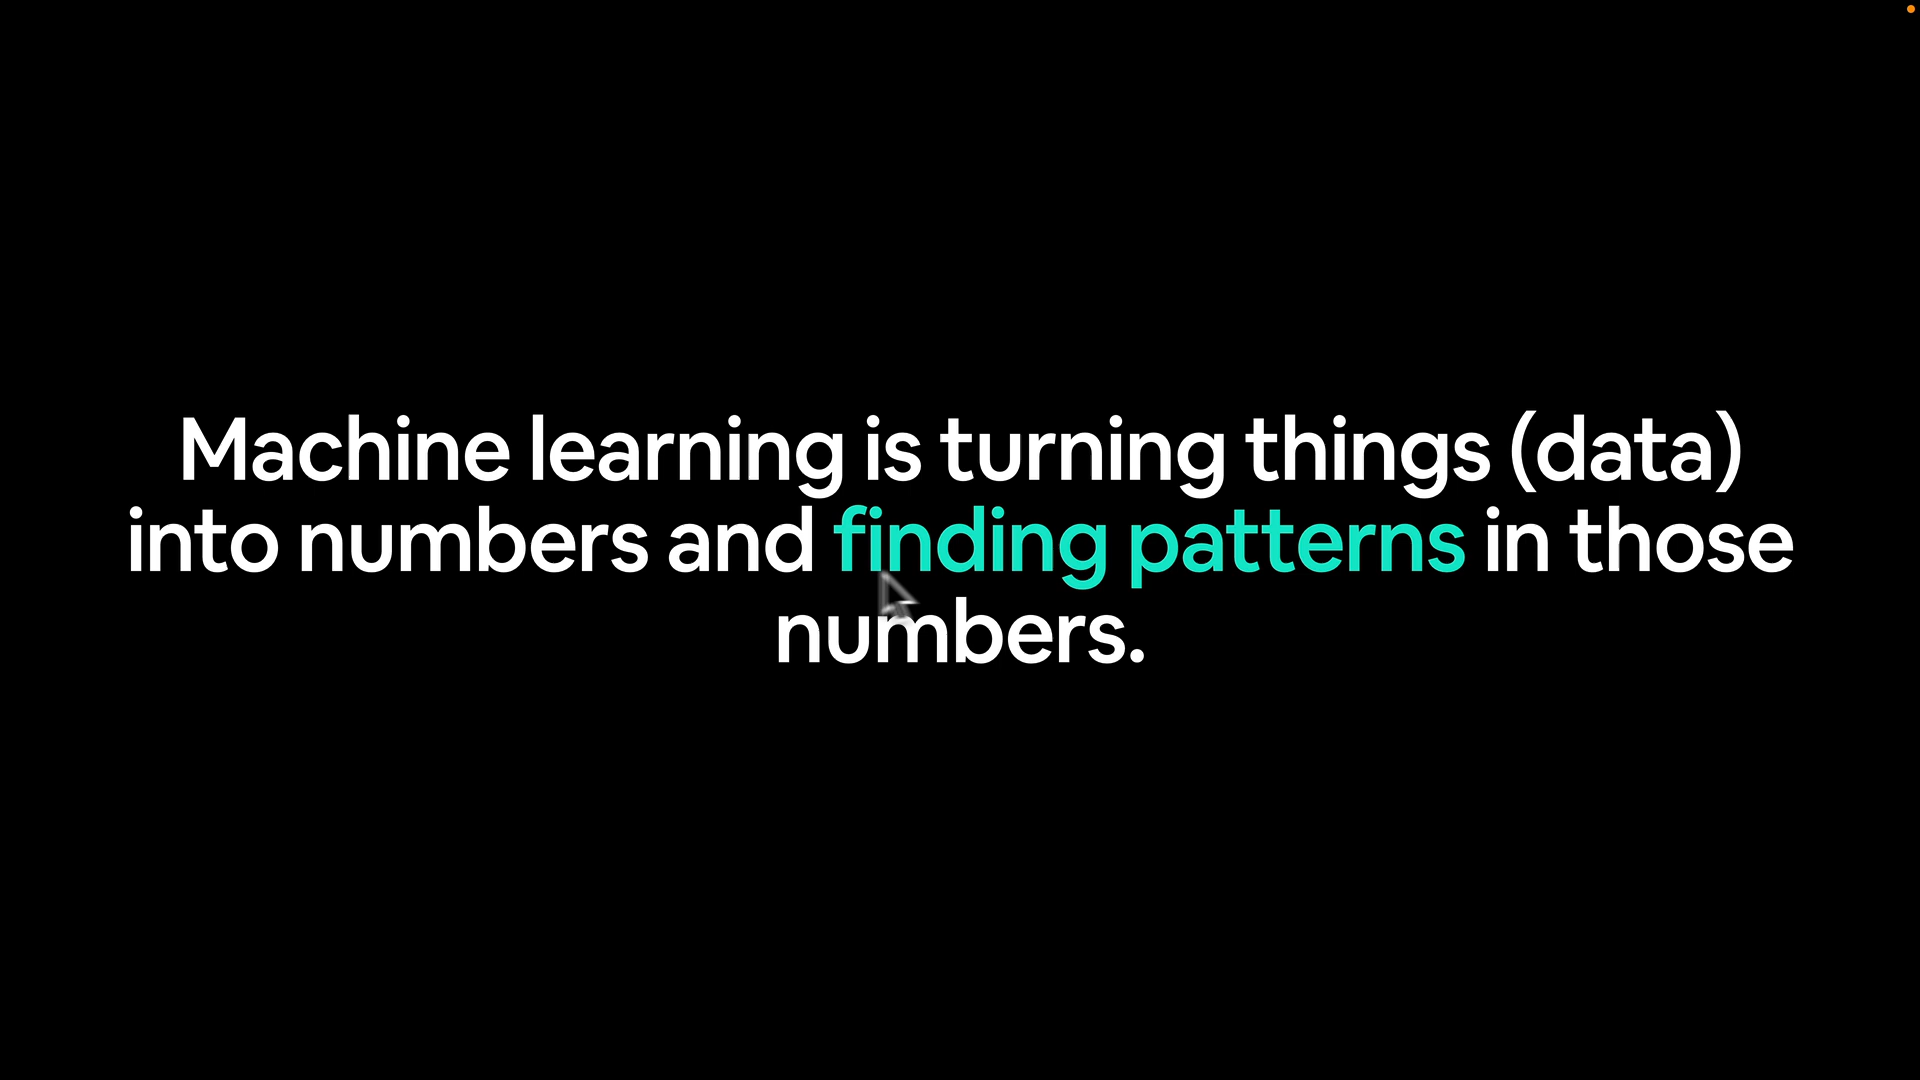 Machine learning is turning things (data)
into numbers and finding patterns in those
numbers.